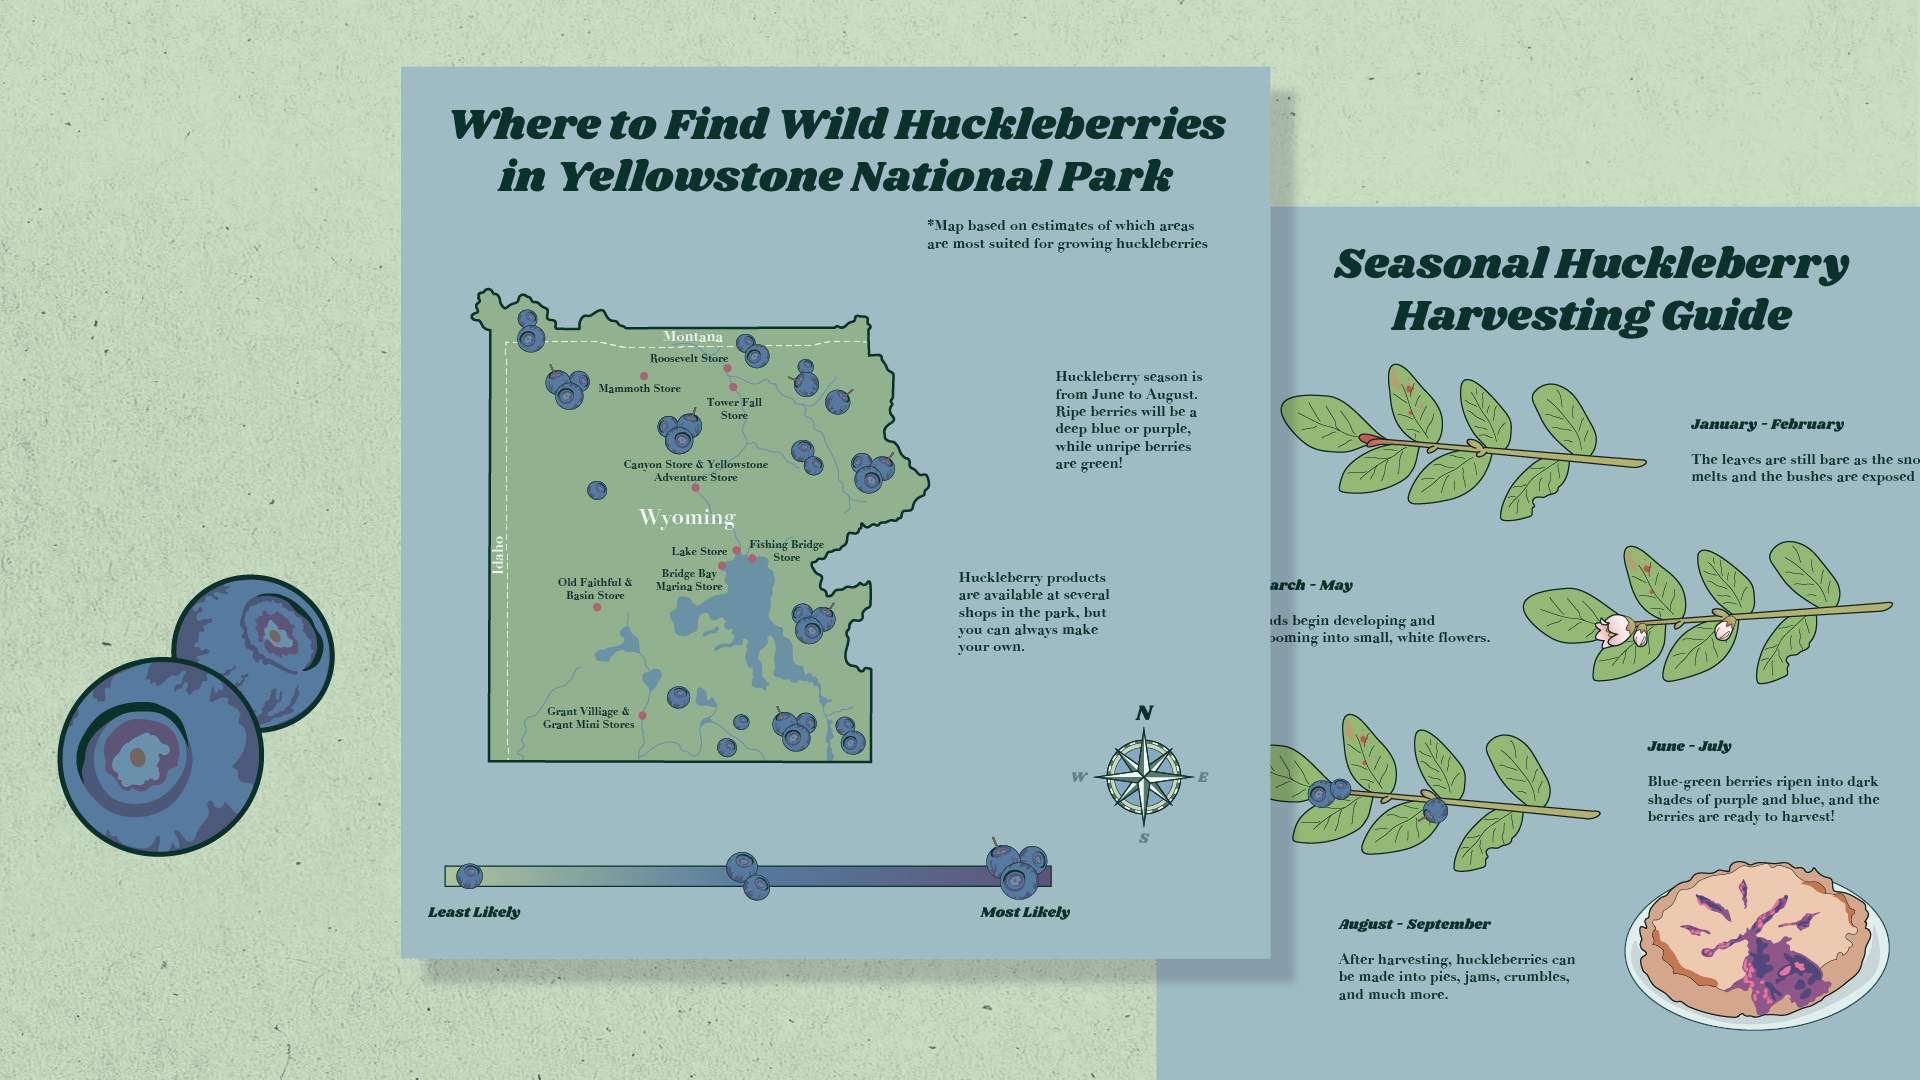 Where to Find Wild Huckleberries
in Yellowstone National Park
*Map based on estimates of which areas
are most suited for growing huckleberries
Montana
Roosevelt Store
Mammoth Store
Tower Fall
Store
Canyon Store & Yellowstone
Adventure Store
Wyoming
Idaho
Lake Store
Fishing Bridge
Store
Bridge Bay
Marina Store
Old Faithful &
Basin Store
Grant Villiage &
Grant Mini Stores
Huckleberry season is
from June to August.
Ripe berries will be a
deep blue or purple,
while unripe berries
are green!
Huckleberry products
are available at several
shops in the park, but
you can always make
your own.
N
W
E
S
Least Likely
Most Likely
Seasonal Huckleberry
Harvesting Guide
January - February
The leaves are still bare as the sno
melts and the bushes are exposed
arch - May
uds begin developing and
ooming into small, white flowers.
June - July
Blue-green berries ripen into dark
shades of purple and blue, and the
berries are ready to harvest!
August - September
After harvesting, huckleberries can
be made into pies, jams, crumbles,
and much more.